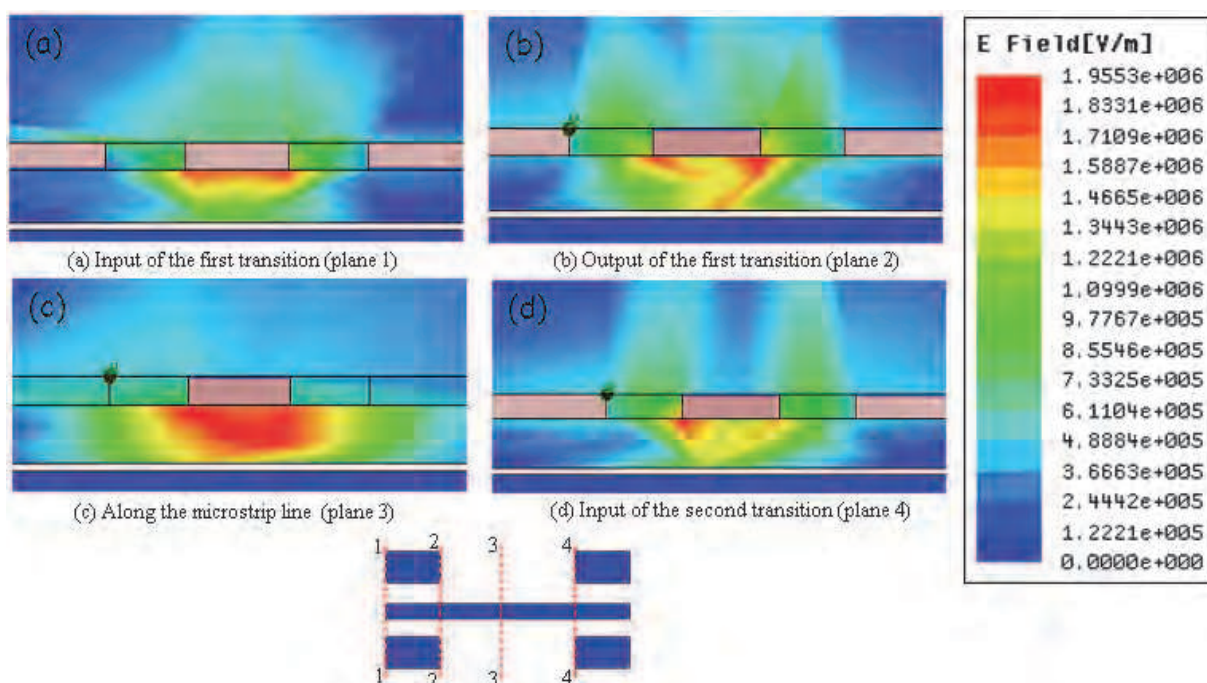 (a)
(b)
E Field[V/m]
1.9553e+006
1.8331e+006
1.7109e+006
1.5887e+006
1.4665e+006
1.3443e+006
1.2221e+006
1.0999e+006
9.7767e+005
8.5546e+005
7.3325e+005
6.1104e+005
4.8884e+005
3.6663e+005
2.4442e+005
1.2221e+005
0.0000e+000
(a) Input of the first transition (plane 1)
(b) Output of the first transition (plane 2)
(c)
(d)
(c) Along the microstrip line (plane 3)
(d) Input of the second transition (plane 4)
1 2 3 4
1 2 3 4